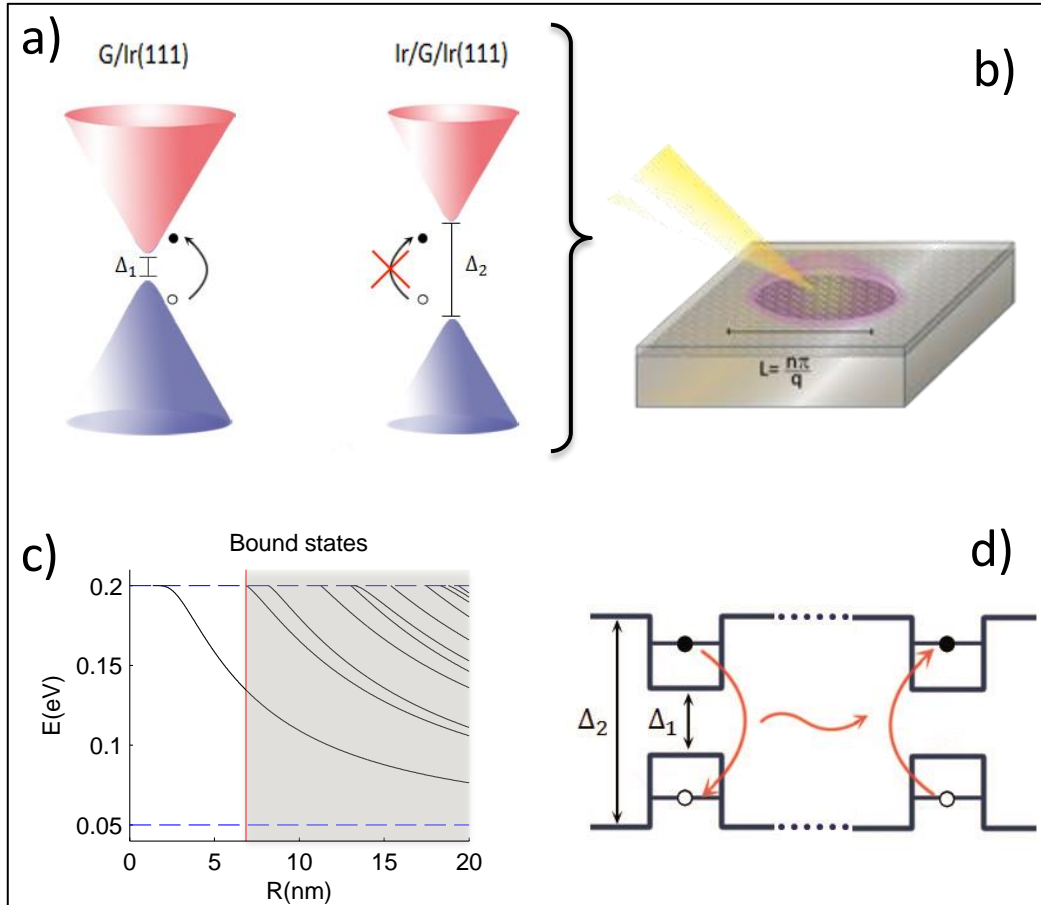 a)
G/Ir(111)
Ir/G/Ir(111)
Δ₁
Δ₂
b)
L= nπ/q
c)
Bound states
E(eV)
0.2
0.15
0.1
0.05
0 5 10 15 20
R(nm)
d)
Δ₂
Δ₁